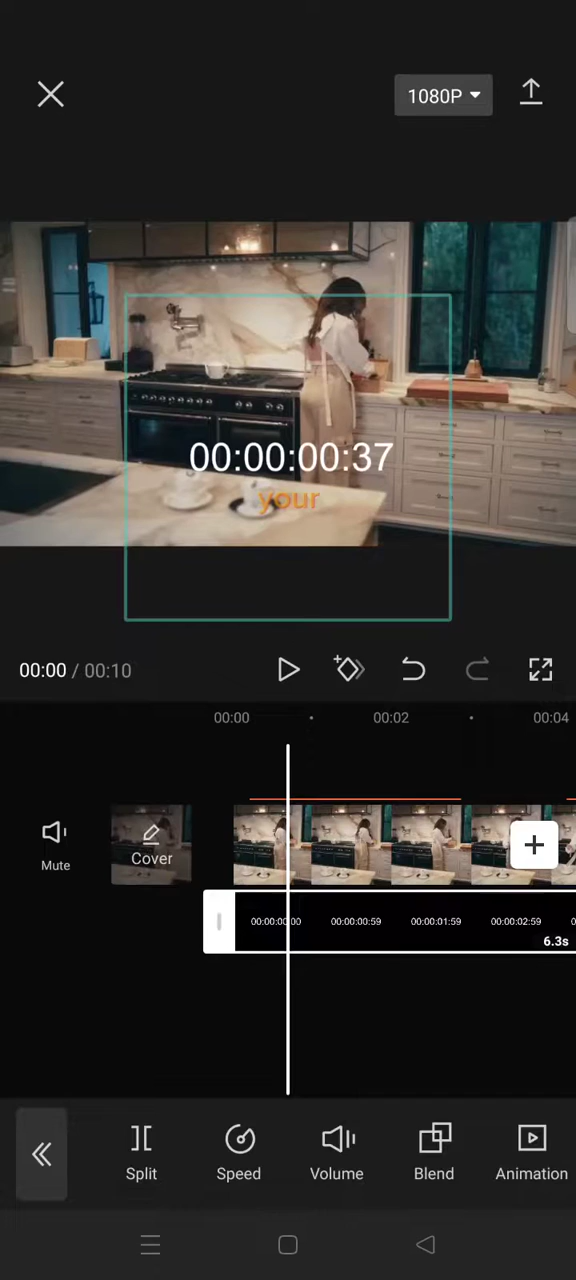 1080P
00:00:00:37
your
00:00 / 00:10
00:00 00:02 00:04
Mute
Cover
00:00:00:00 00:00:00:59 00:00:01:59 00:00:02:59
6.3s
Split Speed Volume Blend Animation